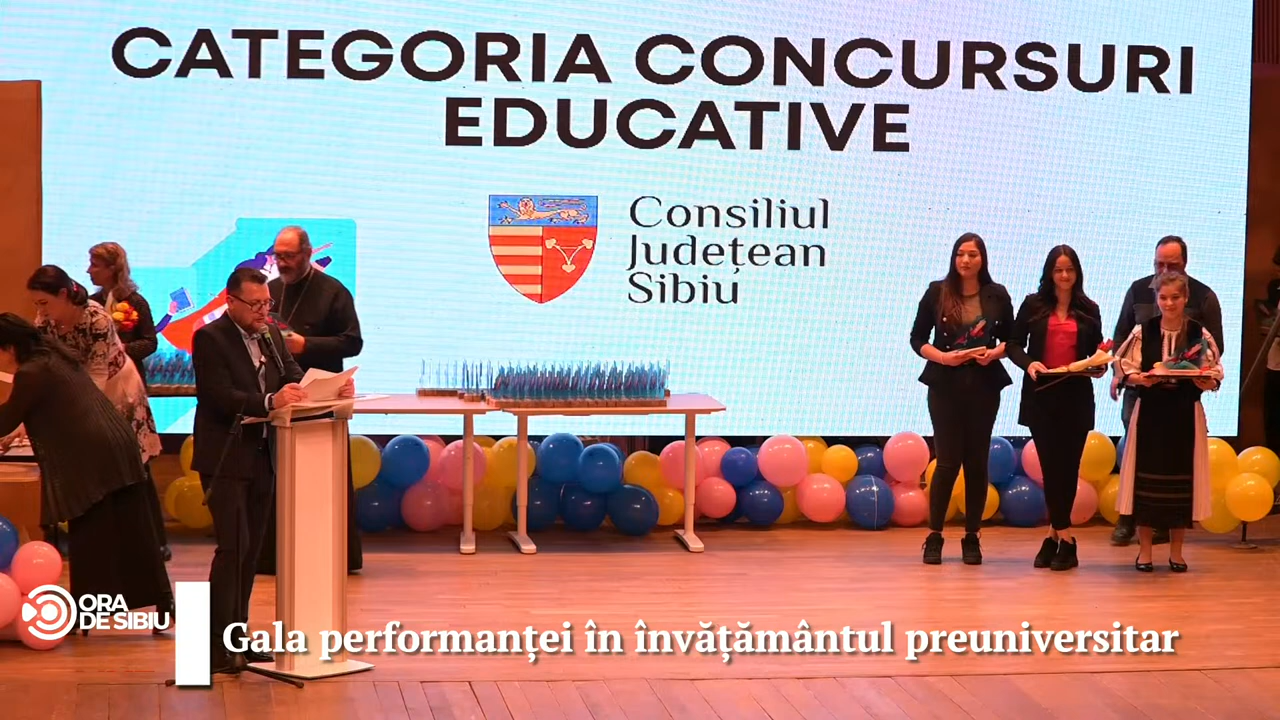 CATEGORIA CONCURSURI
EDUCATIVE
Consiliul
Județean
Sibiu
ORA
DE SIBIU
Gala performanței în învățământul preuniversitar